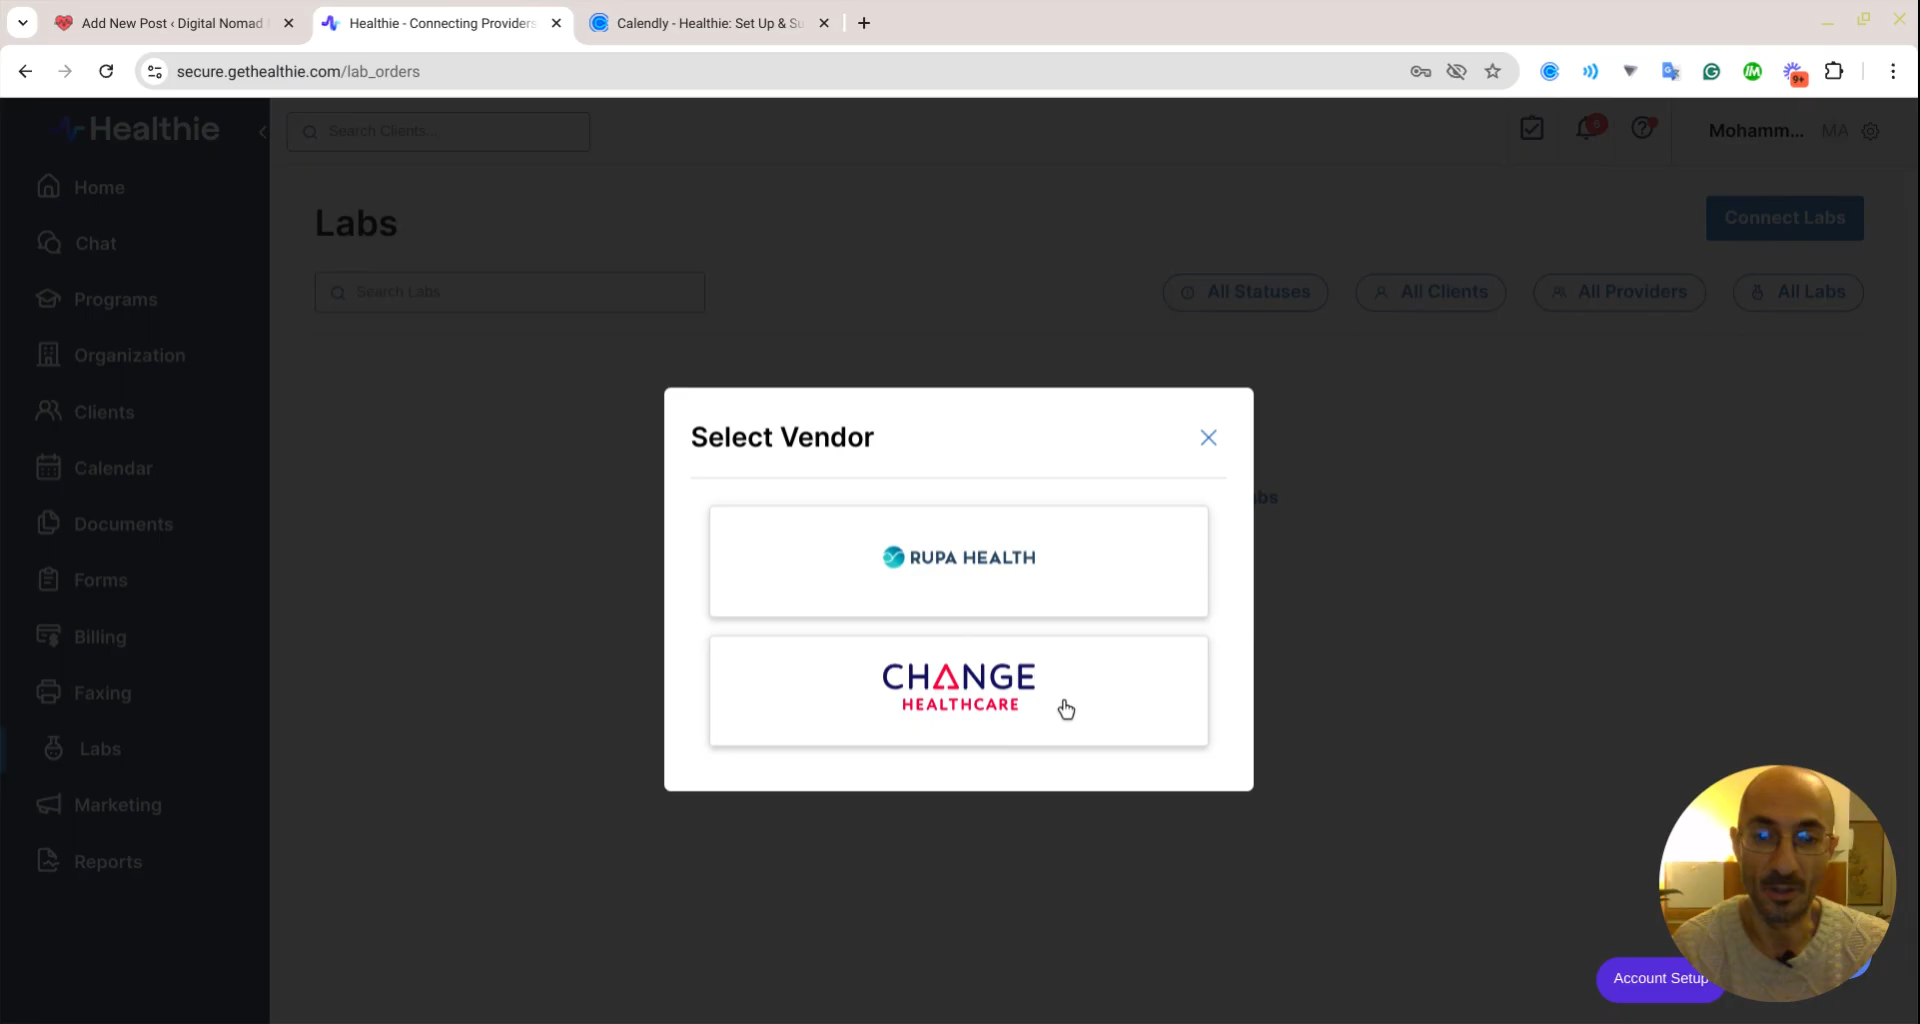 Add New Post ‹ Digital Nomad
Healthie - Connecting Providers
Calendly - Healthie: Set Up & Su
secure.gethealthie.com/lab_orders
9+
Healthie
Search Clients...
6
Mohamm...
MA
Home
Chat
Programs
Organization
Clients
Calendar
Documents
Forms
Billing
Faxing
Labs
Marketing
Reports
Labs
Connect Labs
Search Labs
All Statuses
All Clients
All Providers
All Labs
Select Vendor
RUPA HEALTH
CHANGE
HEALTHCARE
Account Setup